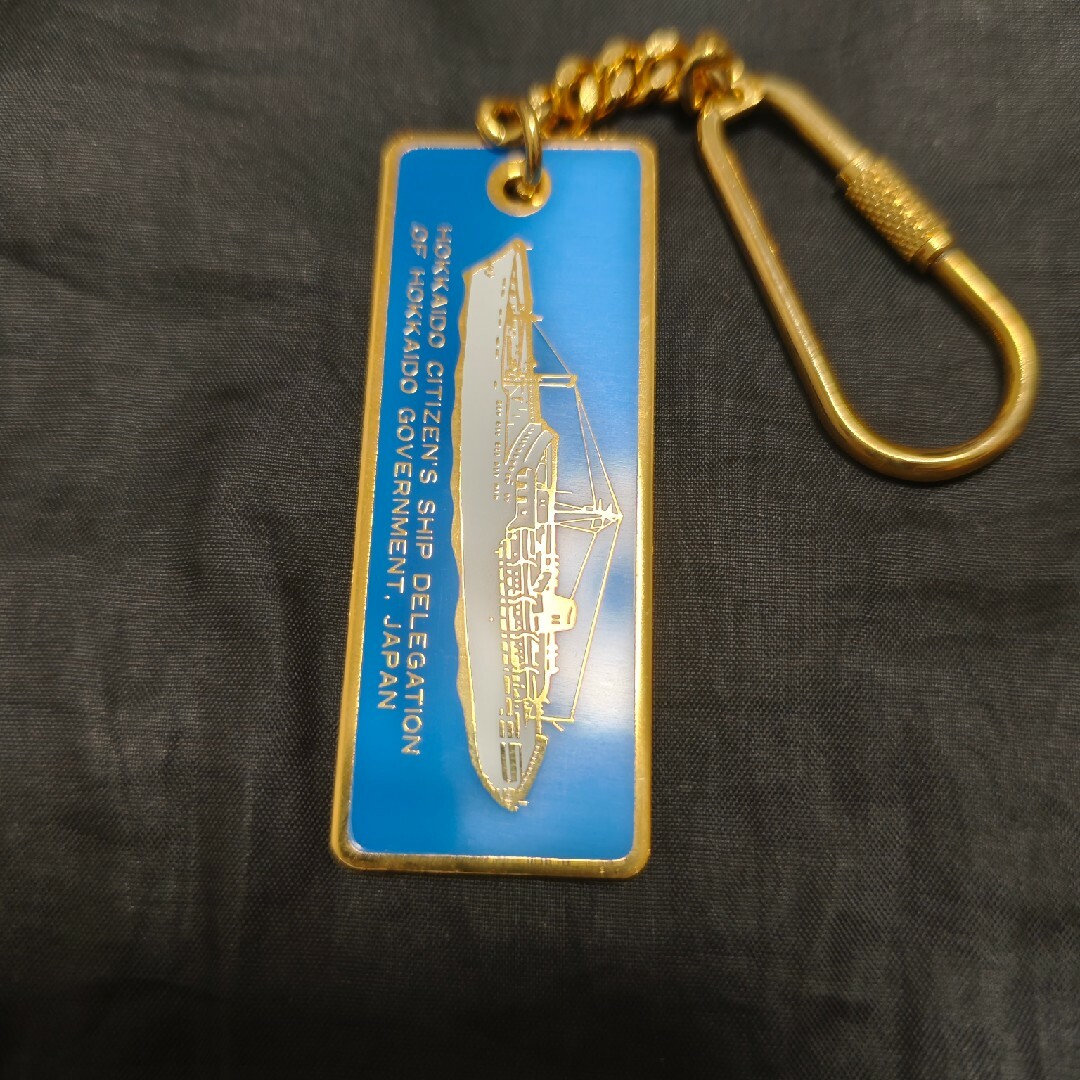 HOKKAIDO CITIZEN'S SHIP DELEGATION
OF HOKKAIDO GOVERNMENT, JAPAN